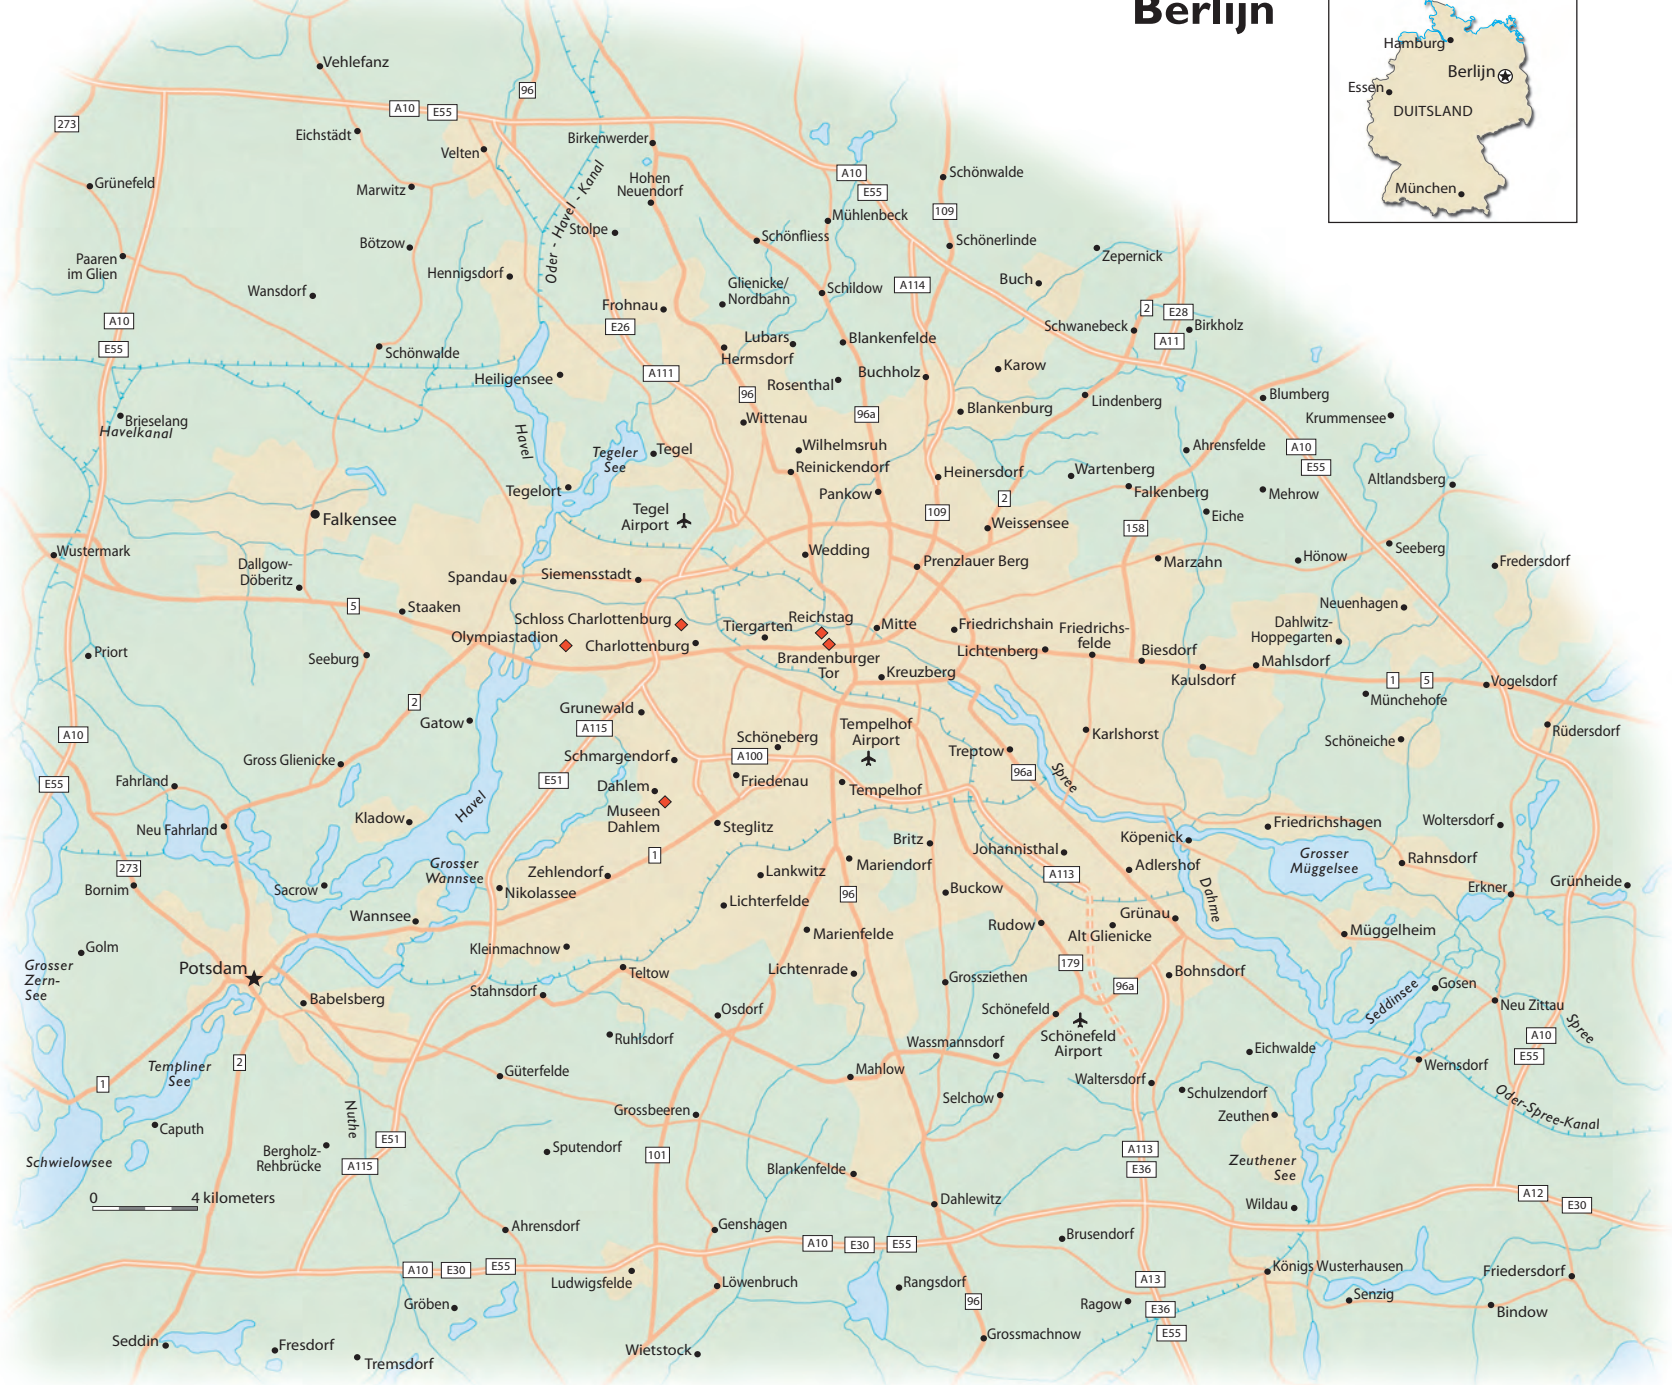 Berlijn
Hamburg
Berlijn
Essen
DUITSLAND
München
Vehlefanz
96
A10
E55
273
Eichstädt
Velten
Birkenwerder
Grünefeld
Marwitz
Hohen
Neuendorf
A10
E55
Schönwalde
109
Oder - Havel - Kanal
Stolpe
Mühlenbeck
Schönfliess
Schönerlinde
Bötzow
Zepernick
Paaren
im Glien
Hennigsdorf
Wansdorf
Glienicke/
Nordbahn
Schildow
A114
Buch
Frohnau
E26
2
E28
A10
E55
Schwanebeck
Birkholz
A11
Lubars
Blankenfelde
Schönwalde
Hermsdorf
Heiligensee
A111
Rosenthal
Buchholz
Karow
96
96a
Wittenau
Blankenburg
Lindenberg
Blumberg
Krummensee
Brieselang
Havelkanal
Havel
Tegeler
See
Tegel
Wilhelmsruh
Reinickendorf
Ahrensfelde
A10
E55
Heinersdorf
Wartenberg
Altlandsberg
Tegelort
Pankow
2
Falkenberg
Mehrow
Falkensee
Tegel
Airport
109
Weissensee
Eiche
158
Wustermark
Wedding
Prenzlauer Berg
Marzahn
Hönow
Seeberg
Fredersdorf
Dallgow-
Döberitz
Spandau
Siemensstadt
5
Staaken
Neuenhagen
Schloss Charlottenburg
Reichstag
Tiergarten
Mitte
Friedrichshain
Friedrichs-
felde
Dahlwitz-
Hoppegarten
Olympiastadion
Charlottenburg
Priort
Seeburg
Brandenburger
Tor
Lichtenberg
Biesdorf
Mahlsdorf
Kreuzberg
Kaulsdorf
1
5
Vogelsdorf
Münchehofe
2
Gatow
Grunewald
A115
Tempelhof
Airport
Rüdersdorf
A10
Schöneberg
Karlshorst
Schöneiche
Gross Glienicke
Schmargendorf
A100
Treptow
96a
Spree
E55
Fahrland
E51
Dahlem
Friedenau
Tempelhof
Museen
Dahlem
Havel
Kladow
Neu Fahrland
Steglitz
Friedrichshagen
Woltersdorf
Britz
Köpenick
1
Johannisthal
Grosser
Müggelsee
Rahnsdorf
Grosser
Wannsee
273
Mariendorf
Adlershof
Zehlendorf
Lankwitz
A113
Bornim
Sacrow
Nikolassee
96
Buckow
Dahme
Erkner
Grünheide
Lichterfelde
Wannsee
Rudow
Grünau
Alt Glienicke
Müggelheim
Golm
Kleinmachnow
Marienfelde
179
Grosser
Zern-
See
Potsdam
Teltow
Lichtenrade
Grossziethen
96a
Bohnsdorf
Stahnsdorf
Babelsberg
Seddinsee
Gosen
Neu Zittau
Osdorf
Schönefeld
Spree
Ruhlsdorf
Wassmannsdorf
Schönefeld
Airport
Eichwalde
A10
E55
Templiner
See
2
1
Güterfelde
Mahlow
Waltersdorf
Wernsdorf
Selchow
Schulzendorf
Oder-Spree-Kanal
Nuthe
Grossbeeren
Zeuthen
Caputh
E51
Bergholz-
Rehbrücke
Sputendorf
101
A113
E36
Schwielowsee
A115
Blankenfelde
Zeuthener
See
0
4 kilometers
Dahlewitz
Wildau
A12
E30
Ahrensdorf
Genshagen
A10
E30
E55
Brusendorf
A10
E30
E55
Ludwigsfelde
Löwenbruch
Rangsdorf
A13
Königs Wusterhausen
Friedersdorf
Gröben
96
Ragow
E36
Senzig
Bindow
Seddin
Fresdorf
Tremsdorf
Wietstock
Grossmachnow
E55